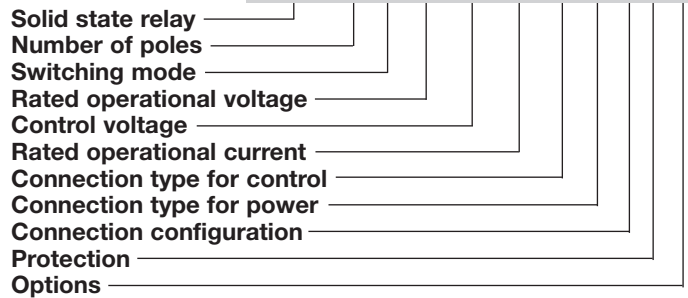 Solid state relay
Number of poles
Switching mode
Rated operational voltage
Control voltage
Rated operational current
Connection type for control
Connection type for power
Connection configuration
Protection
Options